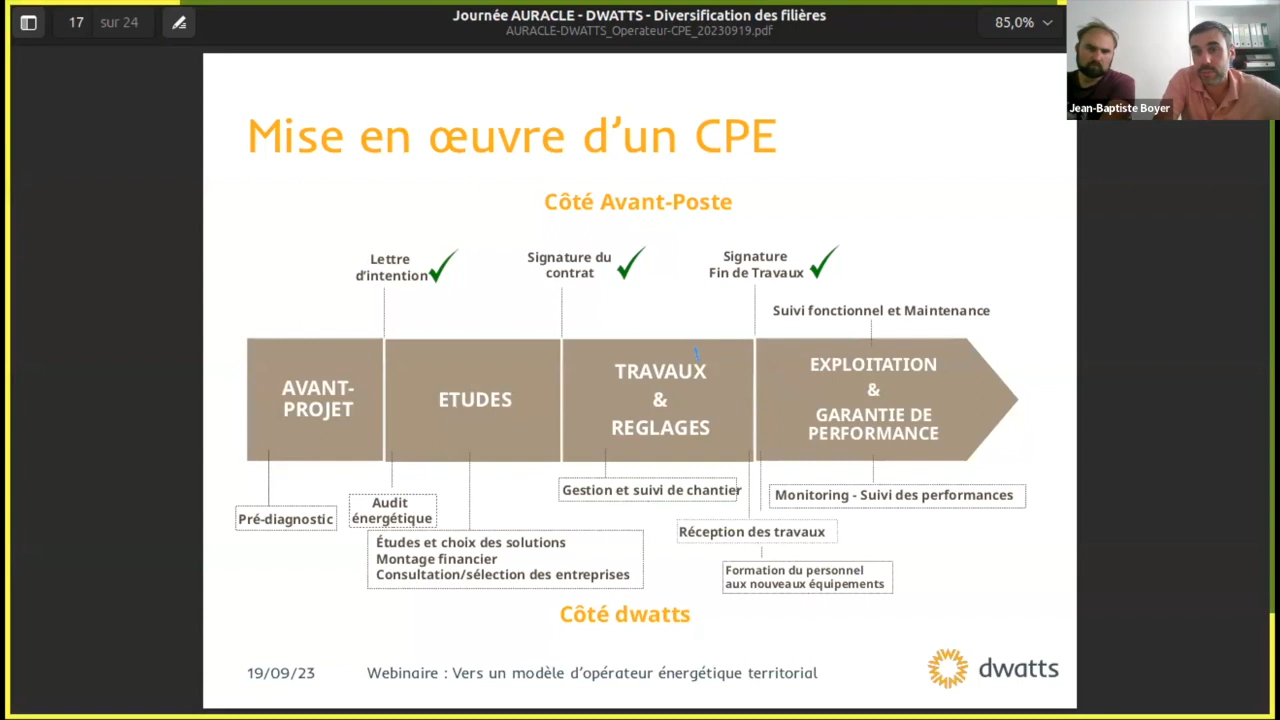 17 sur 24
Journée AURACLE - DWATTS - Diversification des filières
AURACLE-DWATTS_Operateur-CPE_20230919.pdf
85,0%
Jean-Baptiste Boyer
Mise en œuvre d’un CPE
Côté Avant-Poste
Lettre
d’intention
Signature du
contrat
Signature
Fin de Travaux
Suivi fonctionnel et Maintenance
AVANT-
PROJET
ETUDES
TRAVAUX
&
REGLAGES
EXPLOITATION
&
GARANTIE DE
PERFORMANCE
Pré-diagnostic
Audit
énergétique
Études et choix des solutions
Montage financier
Consultation/sélection des entreprises
Gestion et suivi de chantier
Monitoring - Suivi des performances
Réception des travaux
Formation du personnel
aux nouveaux équipements
Côté dwatts
19/09/23
Webinaire : Vers un modèle d’opérateur énergétique territorial
dwatts